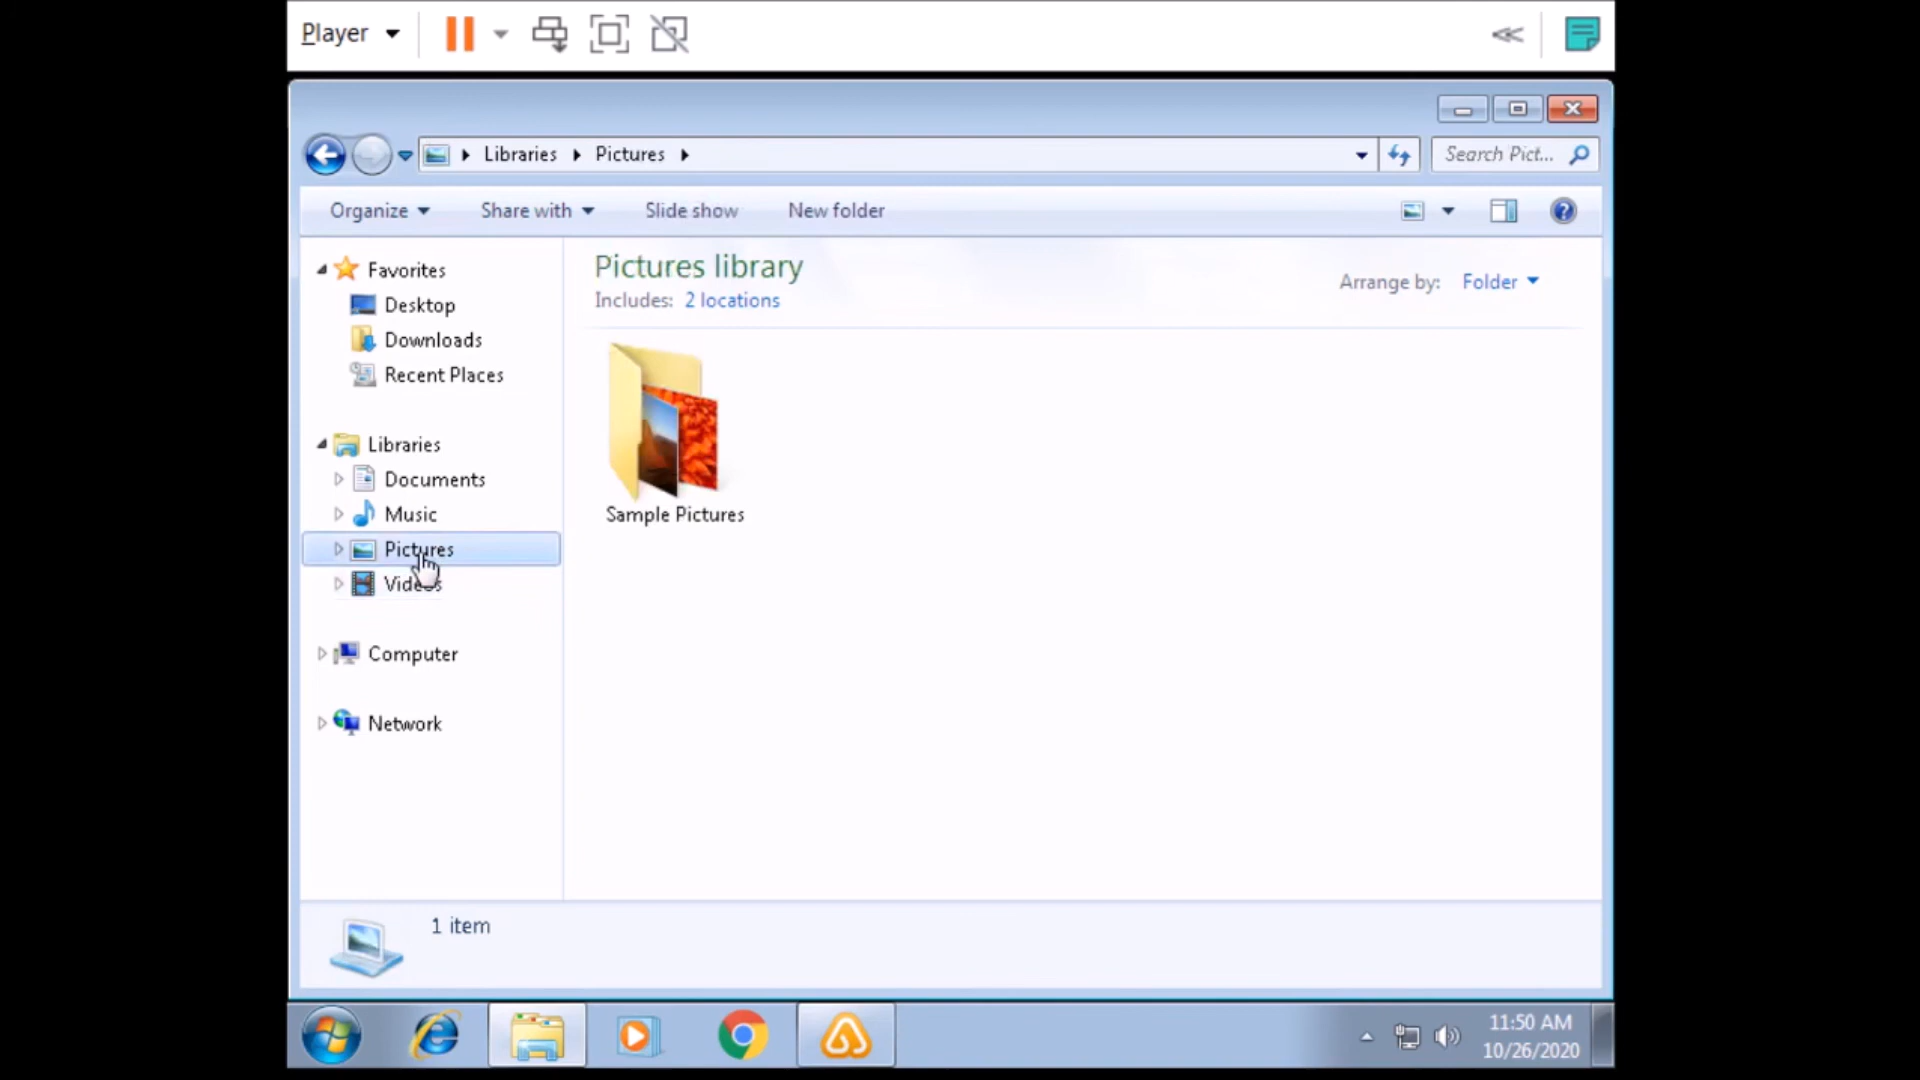 Player
Libraries Pictures Search Pict...
Organize Share with Slide show New folder
Favorites
Desktop
Downloads
Recent Places
Libraries
Documents
Music
Pictures
Videos
Computer
Network
Pictures library
Includes: 2 locations
Arrange by: Folder
Sample Pictures
1 item
11:50 AM
10/26/2020